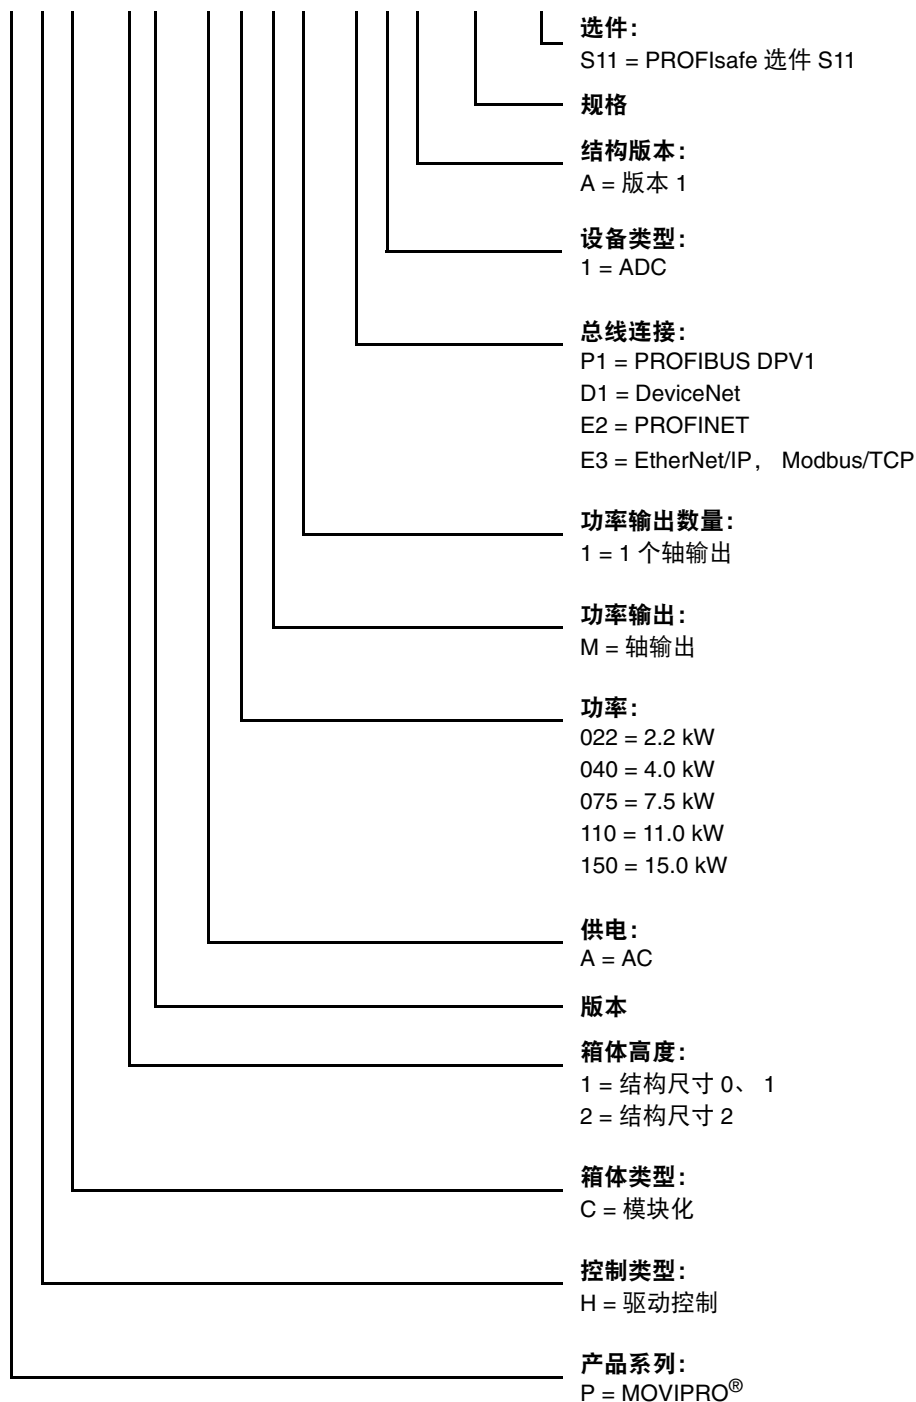 选件：
S11 = PROFIsafe 选件 S11
规格
结构版本：
A = 版本 1
设备类型：
1 = ADC
总线连接：
P1 = PROFIBUS DPV1
D1 = DeviceNet
E2 = PROFINET
E3 = EtherNet/IP， Modbus/TCP
功率输出数量：
1 = 1 个轴输出
功率输出：
M = 轴输出
功率：
022 = 2.2 kW
040 = 4.0 kW
075 = 7.5 kW
110 = 11.0 kW
150 = 15.0 kW
供电：
A = AC
版本
箱体高度：
1 = 结构尺寸 0、 1
2 = 结构尺寸 2
箱体类型：
C = 模块化
控制类型：
H = 驱动控制
产品系列：
P = MOVIPRO®